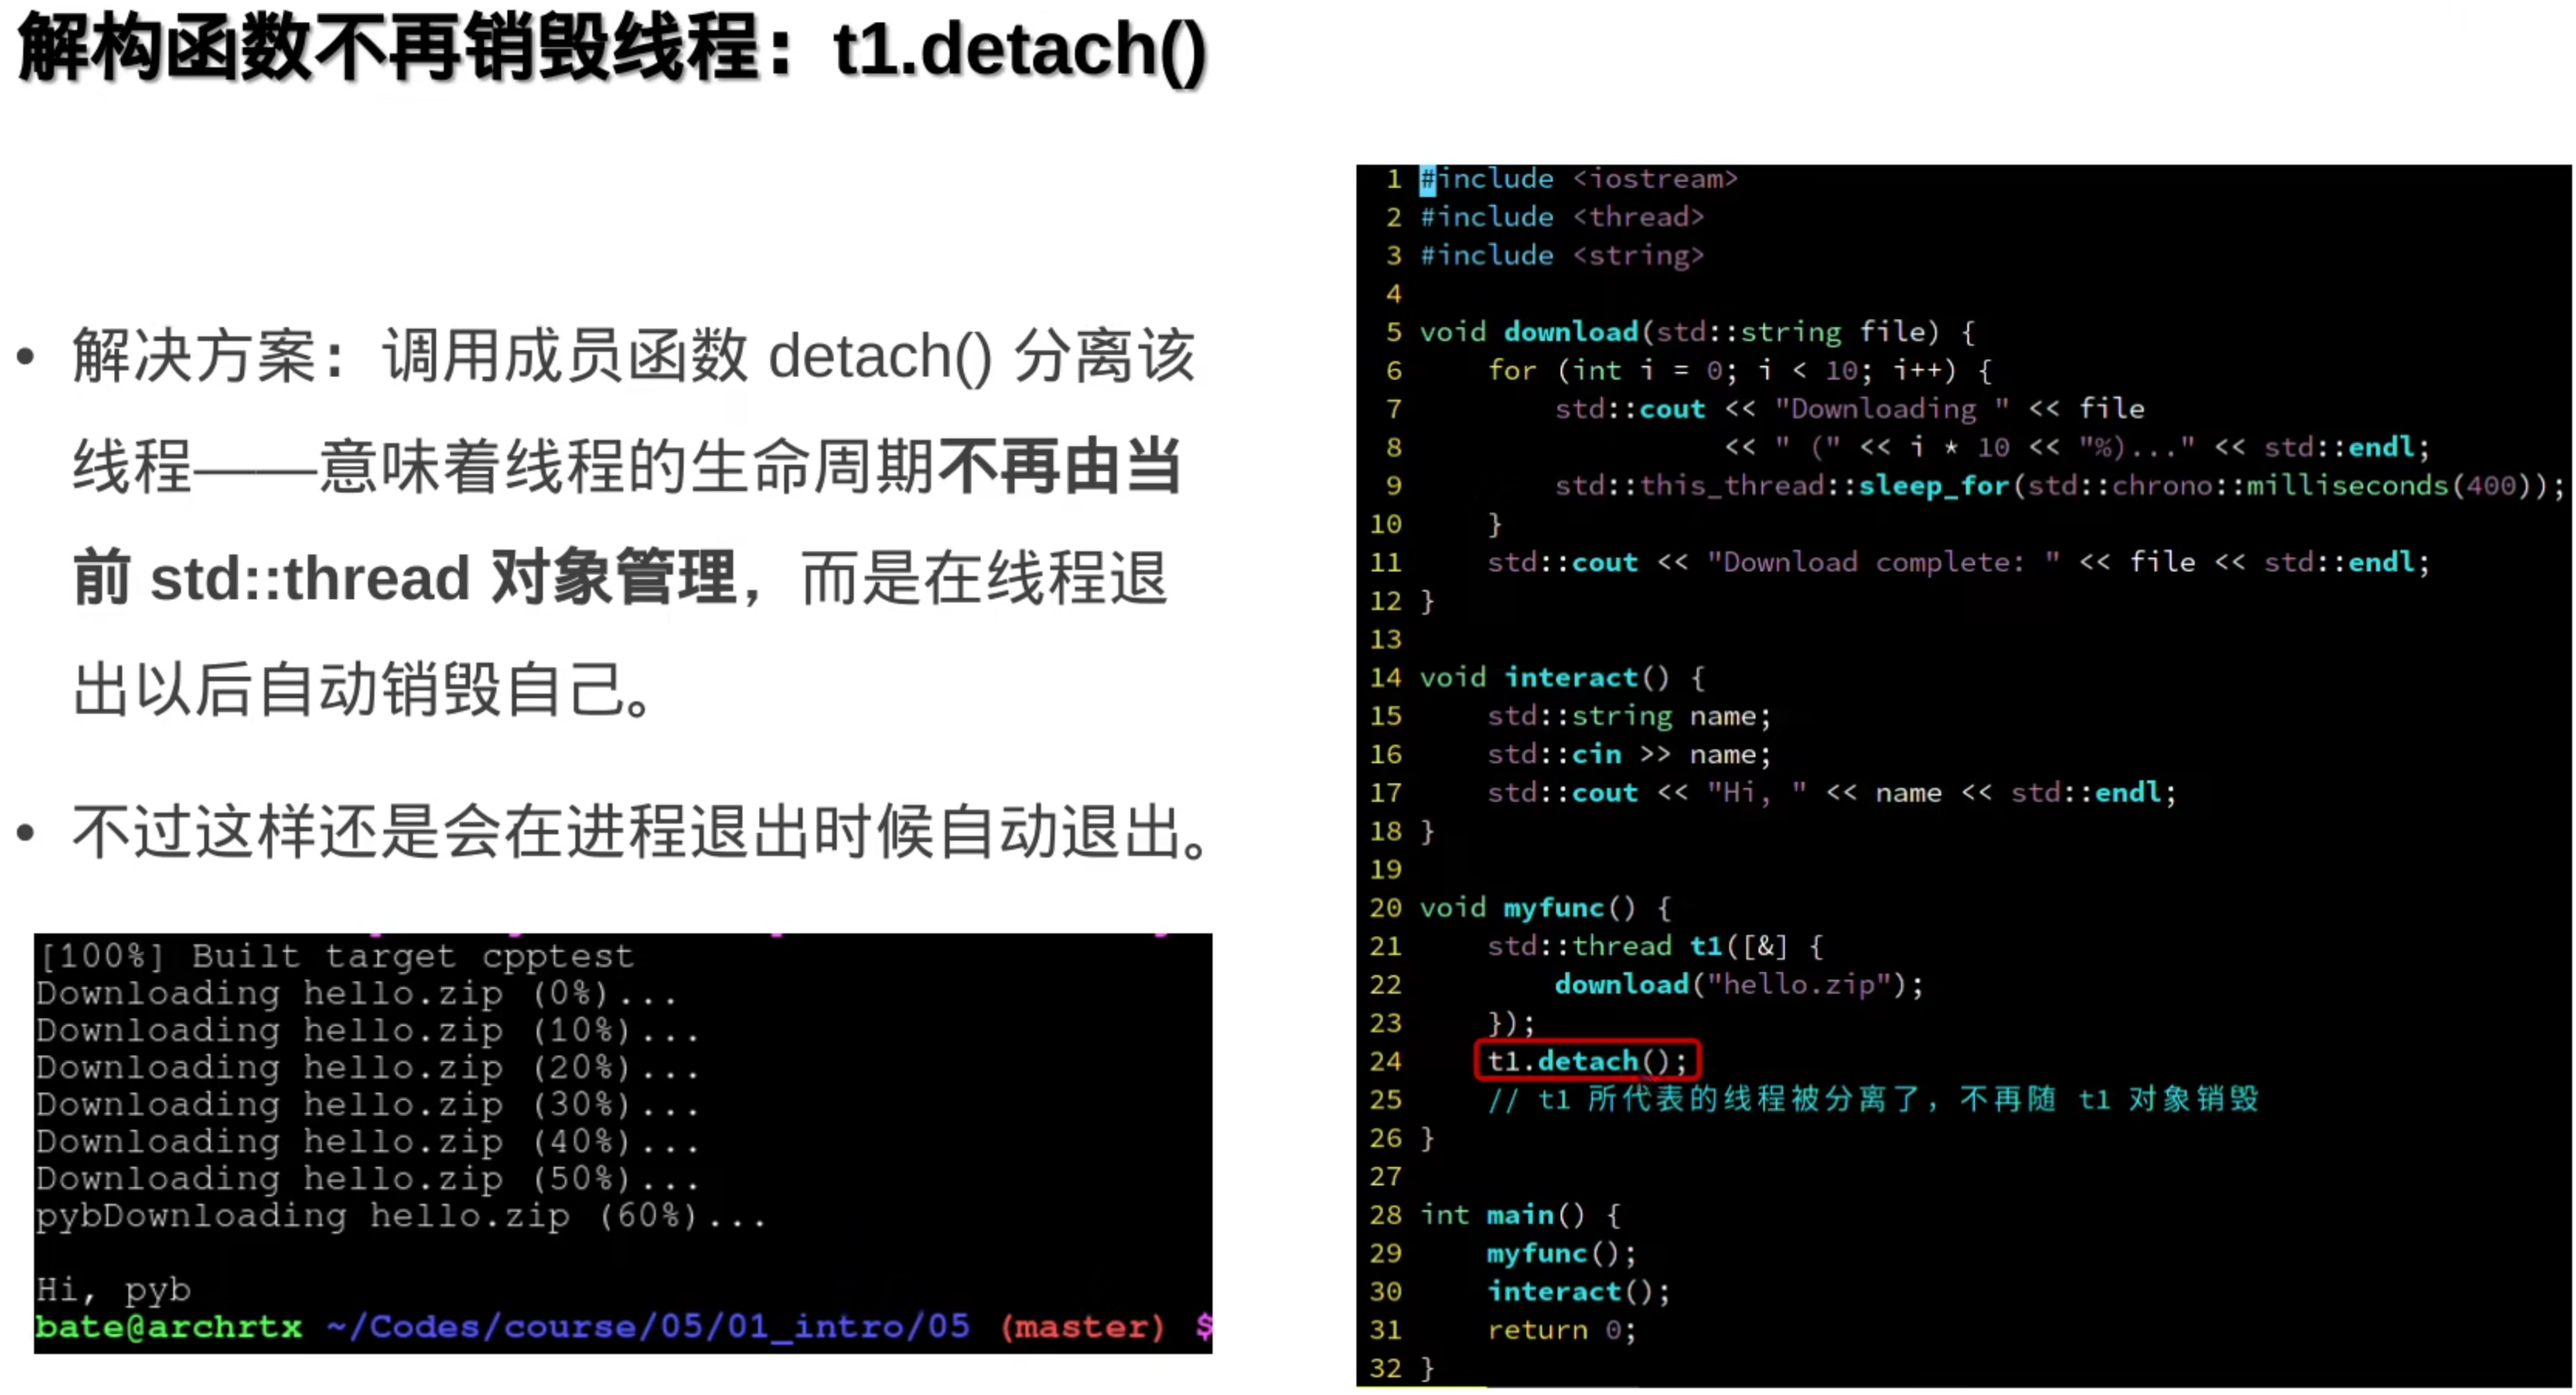 解构函数不再销毁线程：t1.detach()
• 解决方案：调用成员函数 detach() 分离该
线程——意味着线程的生命周期不再由当
前 std::thread 对象管理，而是在线程退
出以后自动销毁自己。
• 不过这样还是会在进程退出时候自动退出。
[100%] Built target cpptest
Downloading hello.zip (0%)...
Downloading hello.zip (10%)...
Downloading hello.zip (20%)...
Downloading hello.zip (30%)...
Downloading hello.zip (40%)...
Downloading hello.zip (50%)...
pybDownloading hello.zip (60%)...
Hi, pyb
bate@archrtx ~/Codes/course/05/01_intro/05 (master) $
1 #include <iostream>
2 #include <thread>
3 #include <string>
4
5 void download(std::string file) {
6     for (int i = 0; i < 10; i++) {
7         std::cout << "Downloading " << file
8                   << " (" << i * 10 << "%)..." << std::endl;
9         std::this_thread::sleep_for(std::chrono::milliseconds(400));
10     }
11     std::cout << "Download complete: " << file << std::endl;
12 }
13
14 void interact() {
15     std::string name;
16     std::cin >> name;
17     std::cout << "Hi, " << name << std::endl;
18 }
19
20 void myfunc() {
21     std::thread t1([&] {
22         download("hello.zip");
23     });
24     t1.detach();
25     // t1 所代表的线程被分离了，不再随 t1 对象销毁
26 }
27
28 int main() {
29     myfunc();
30     interact();
31     return 0;
32 }